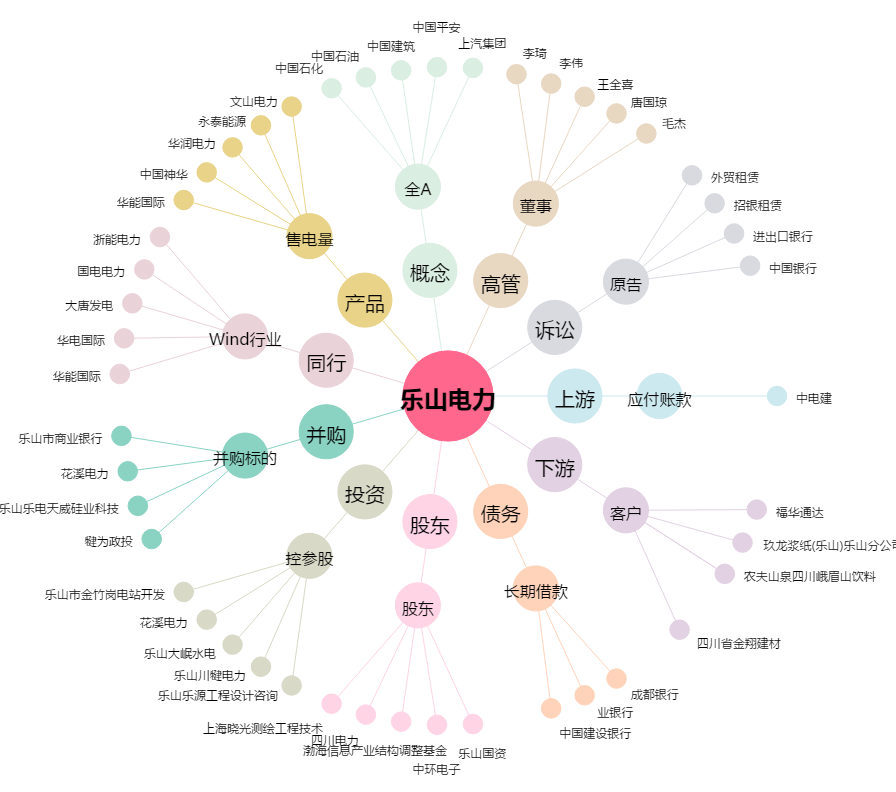 中国平安
上汽集团
中国建筑
中国石油
中国石化
李琦
李伟
王全喜
唐国琼
毛杰
文山电力
永泰能源
华润电力
中国神华
华能国际
全A
董事
外贸租赁
招银租赁
进出口银行
中国银行
售电量
概念
高管
原告
浙能电力
国电电力
大唐发电
华电国际
华能国际
产品
诉讼
Wind行业
同行
乐山电力
上游
应付账款
中电建
并购
下游
并购标的
乐山市商业银行
花溪电力
乐山乐电天威硅业科技
犍为政投
投资
股东
债务
客户
福华通达
玖龙浆纸(乐山)乐山分公司
农夫山泉四川峨眉山饮料
四川省金翔建材
控参股
股东
长期借款
乐山市金竹岗电站开发
花溪电力
乐山大岷水电
乐山川犍电力
乐山乐源工程设计咨询
上海晓光测绘工程技术
四川电力
渤海信息产业结构调整基金
中环电子
乐山国资
成都银行
业银行
中国建设银行